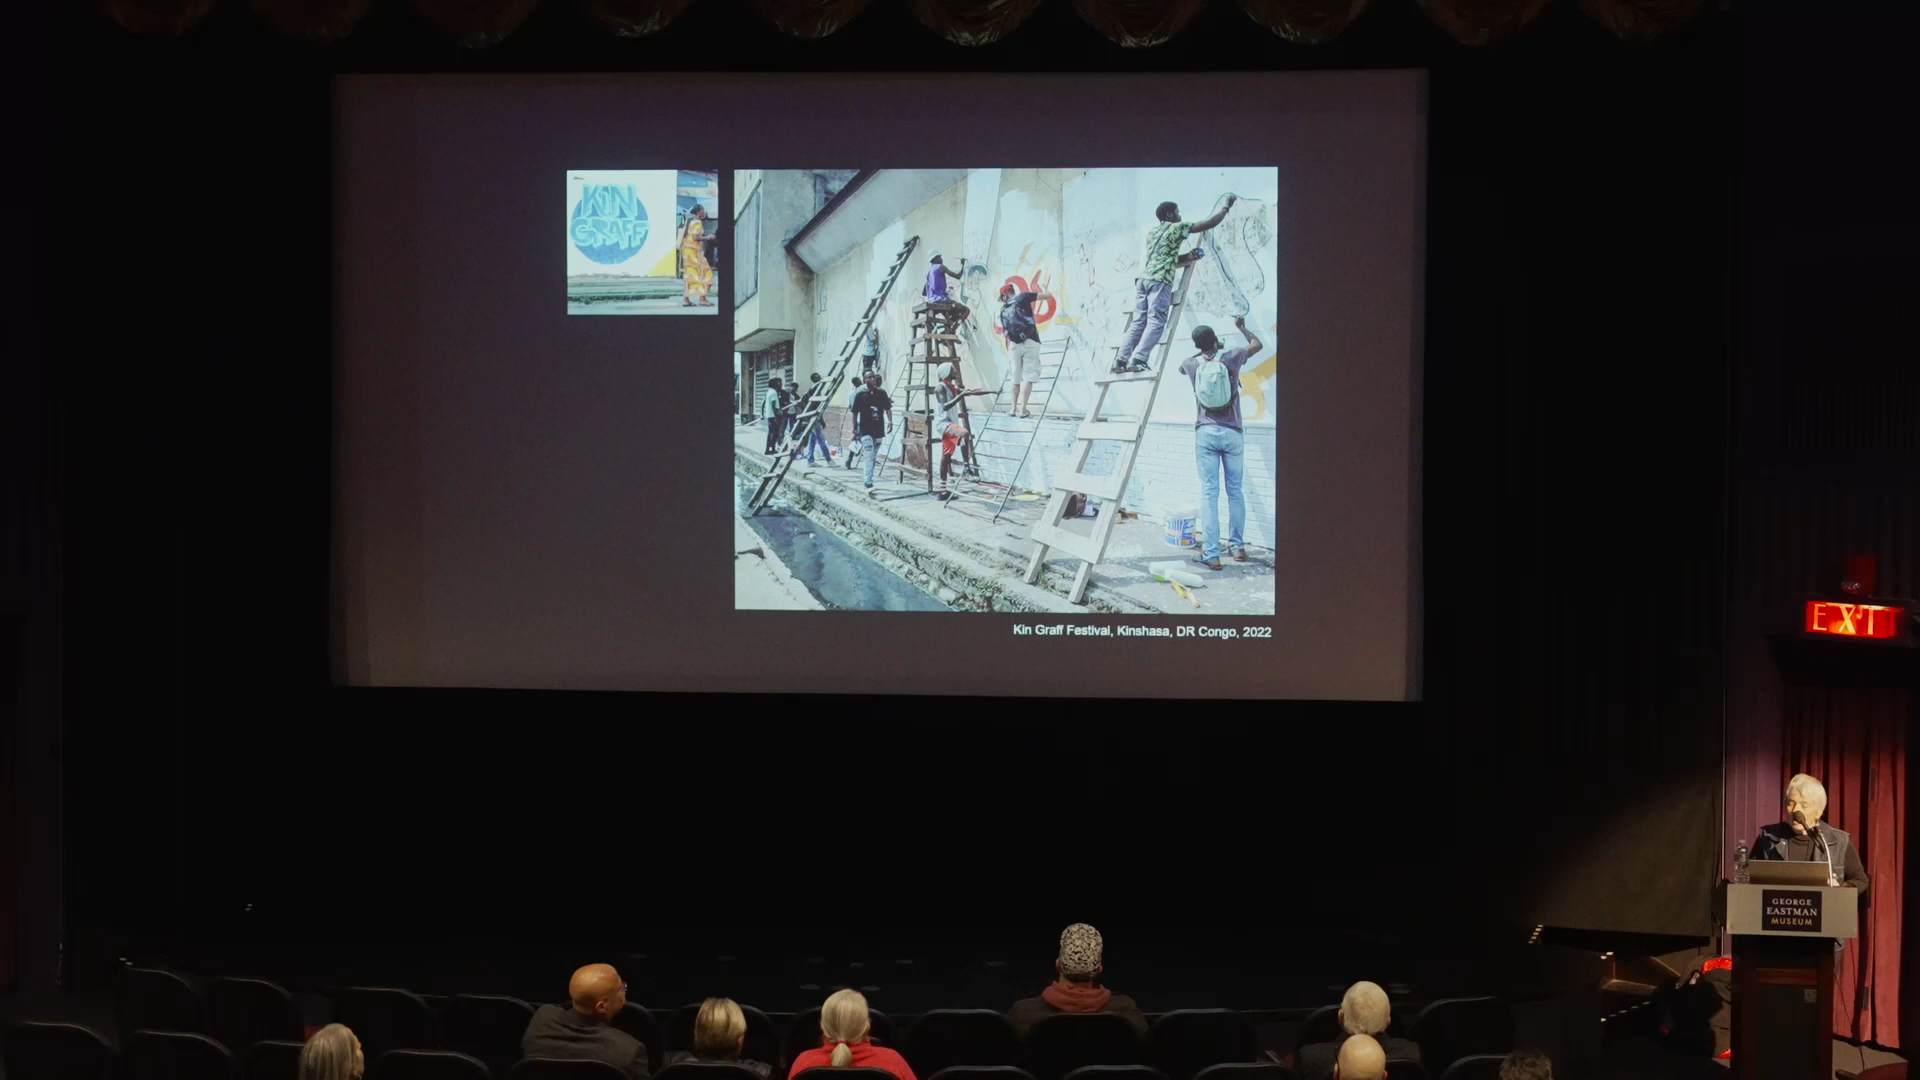 KIN
GRAFF
Kin Graff Festival, Kinshasa, DR Congo, 2022
EXIT
GEORGE
EASTMAN
MUSEUM